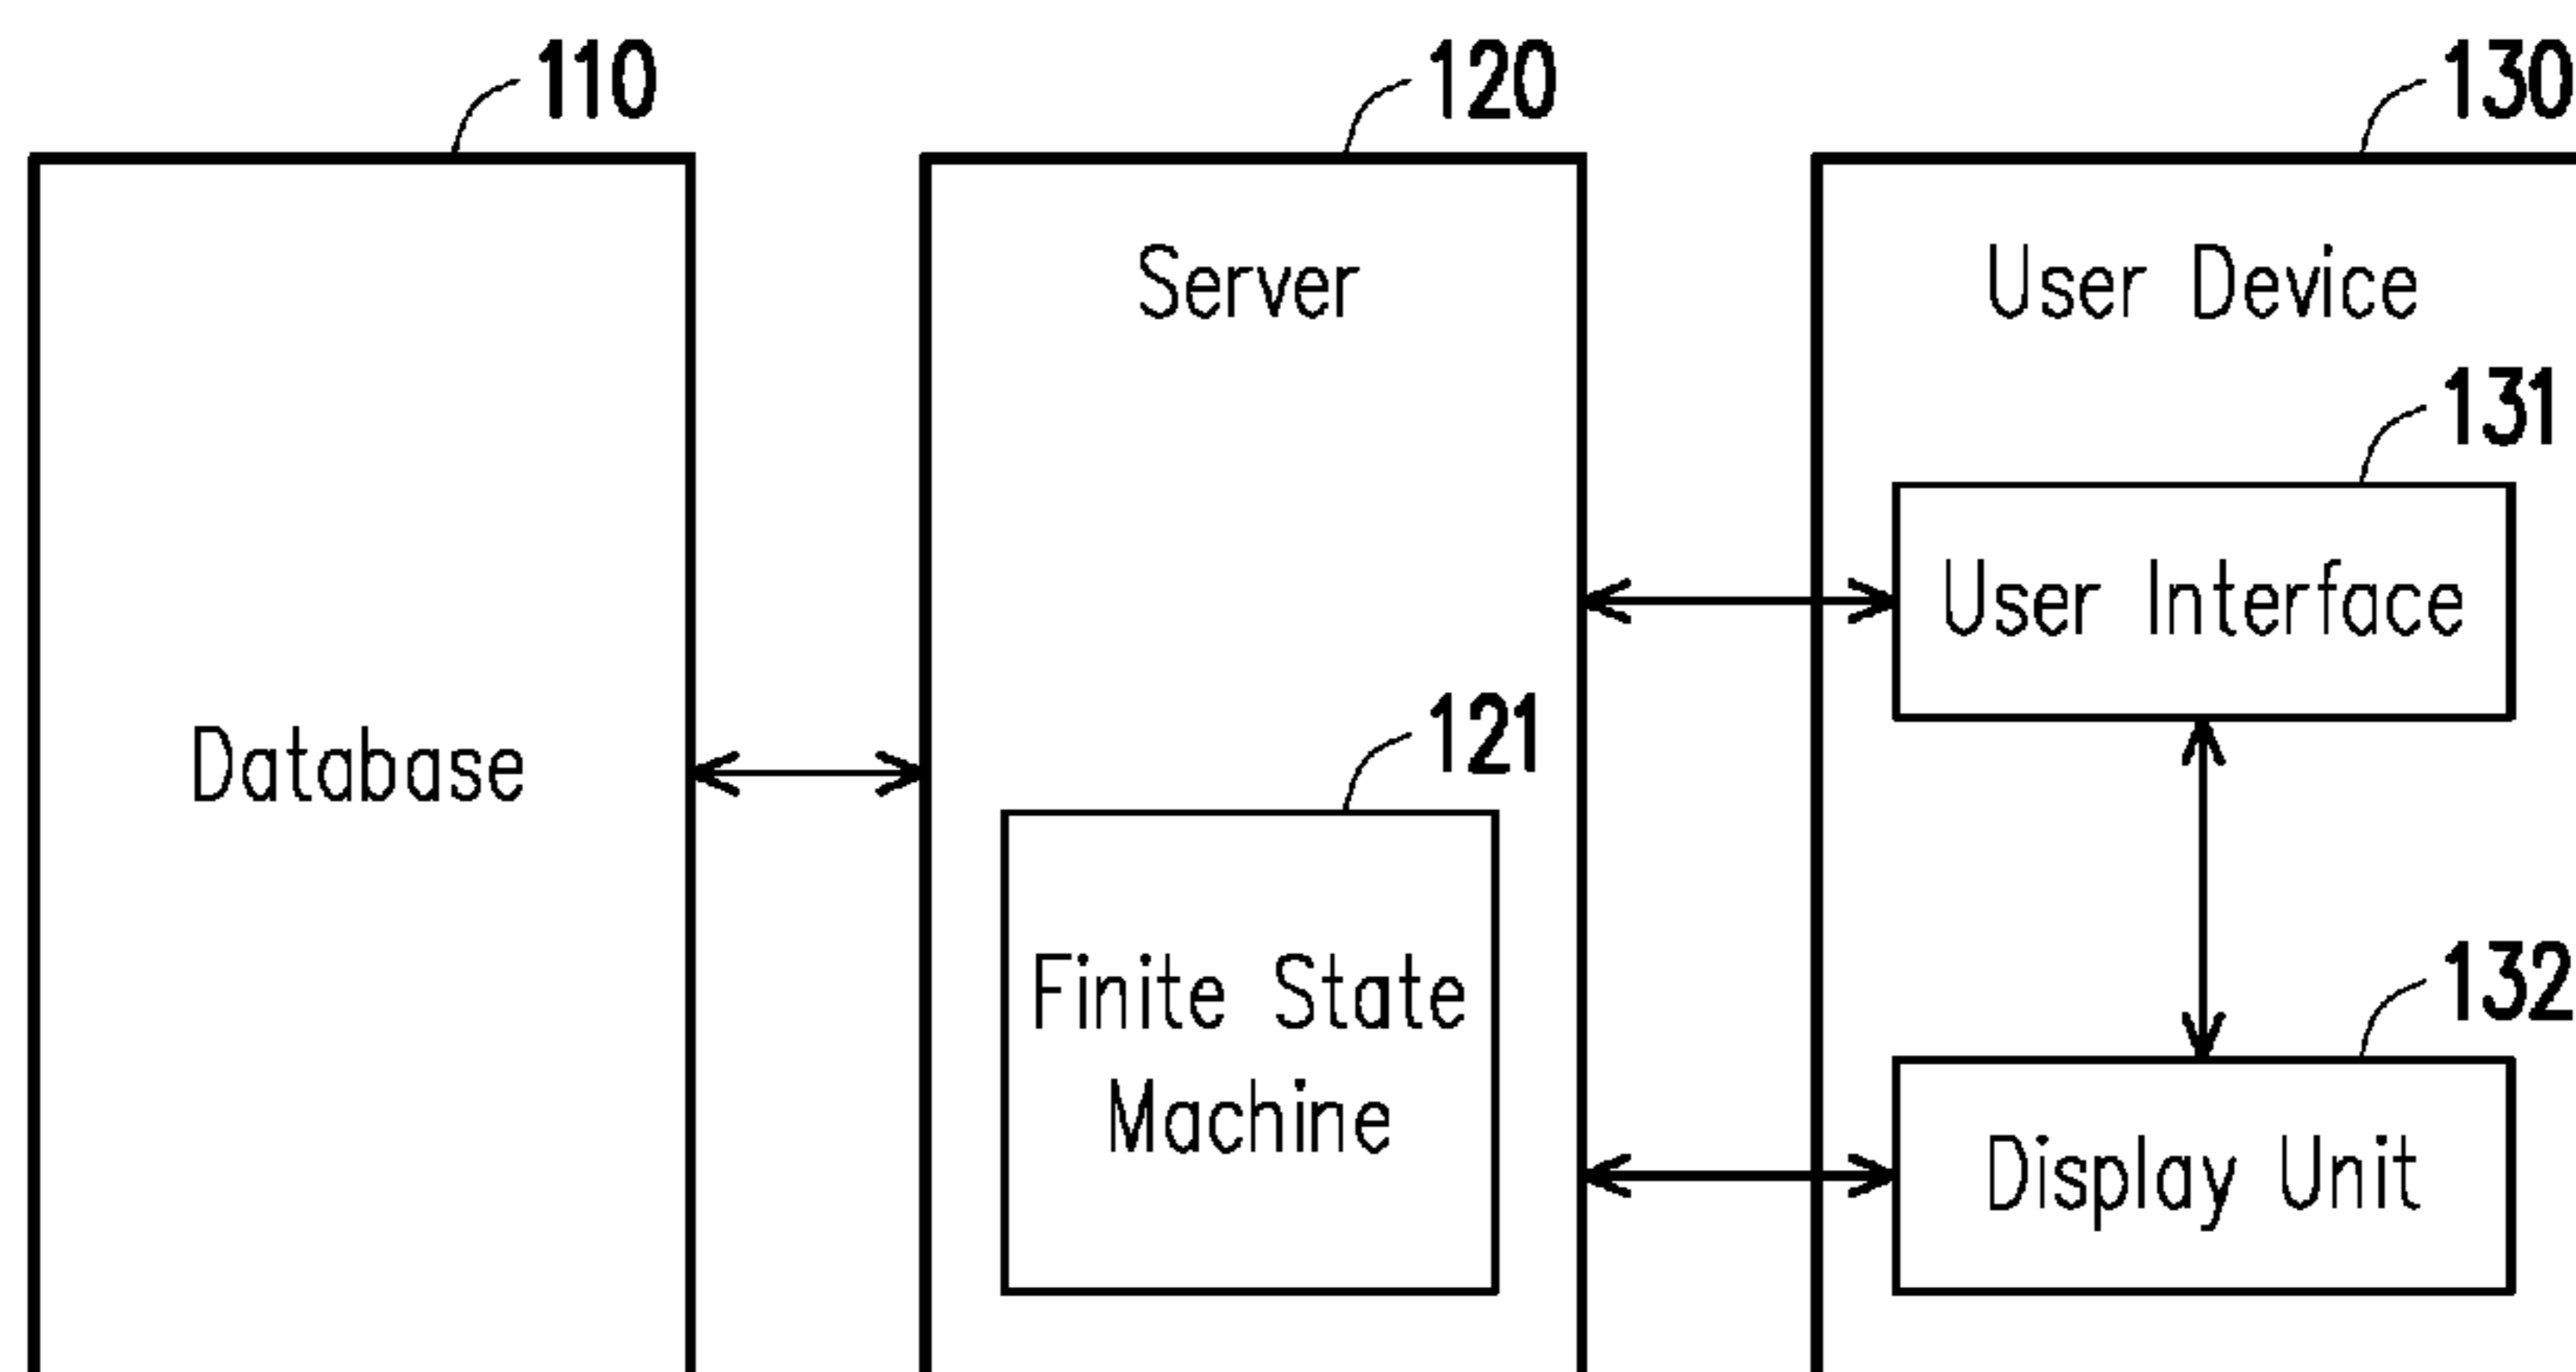 110
120
130
Server
User Device
131
User Interface
121
Database
Finite State
Machine
132
Display Unit